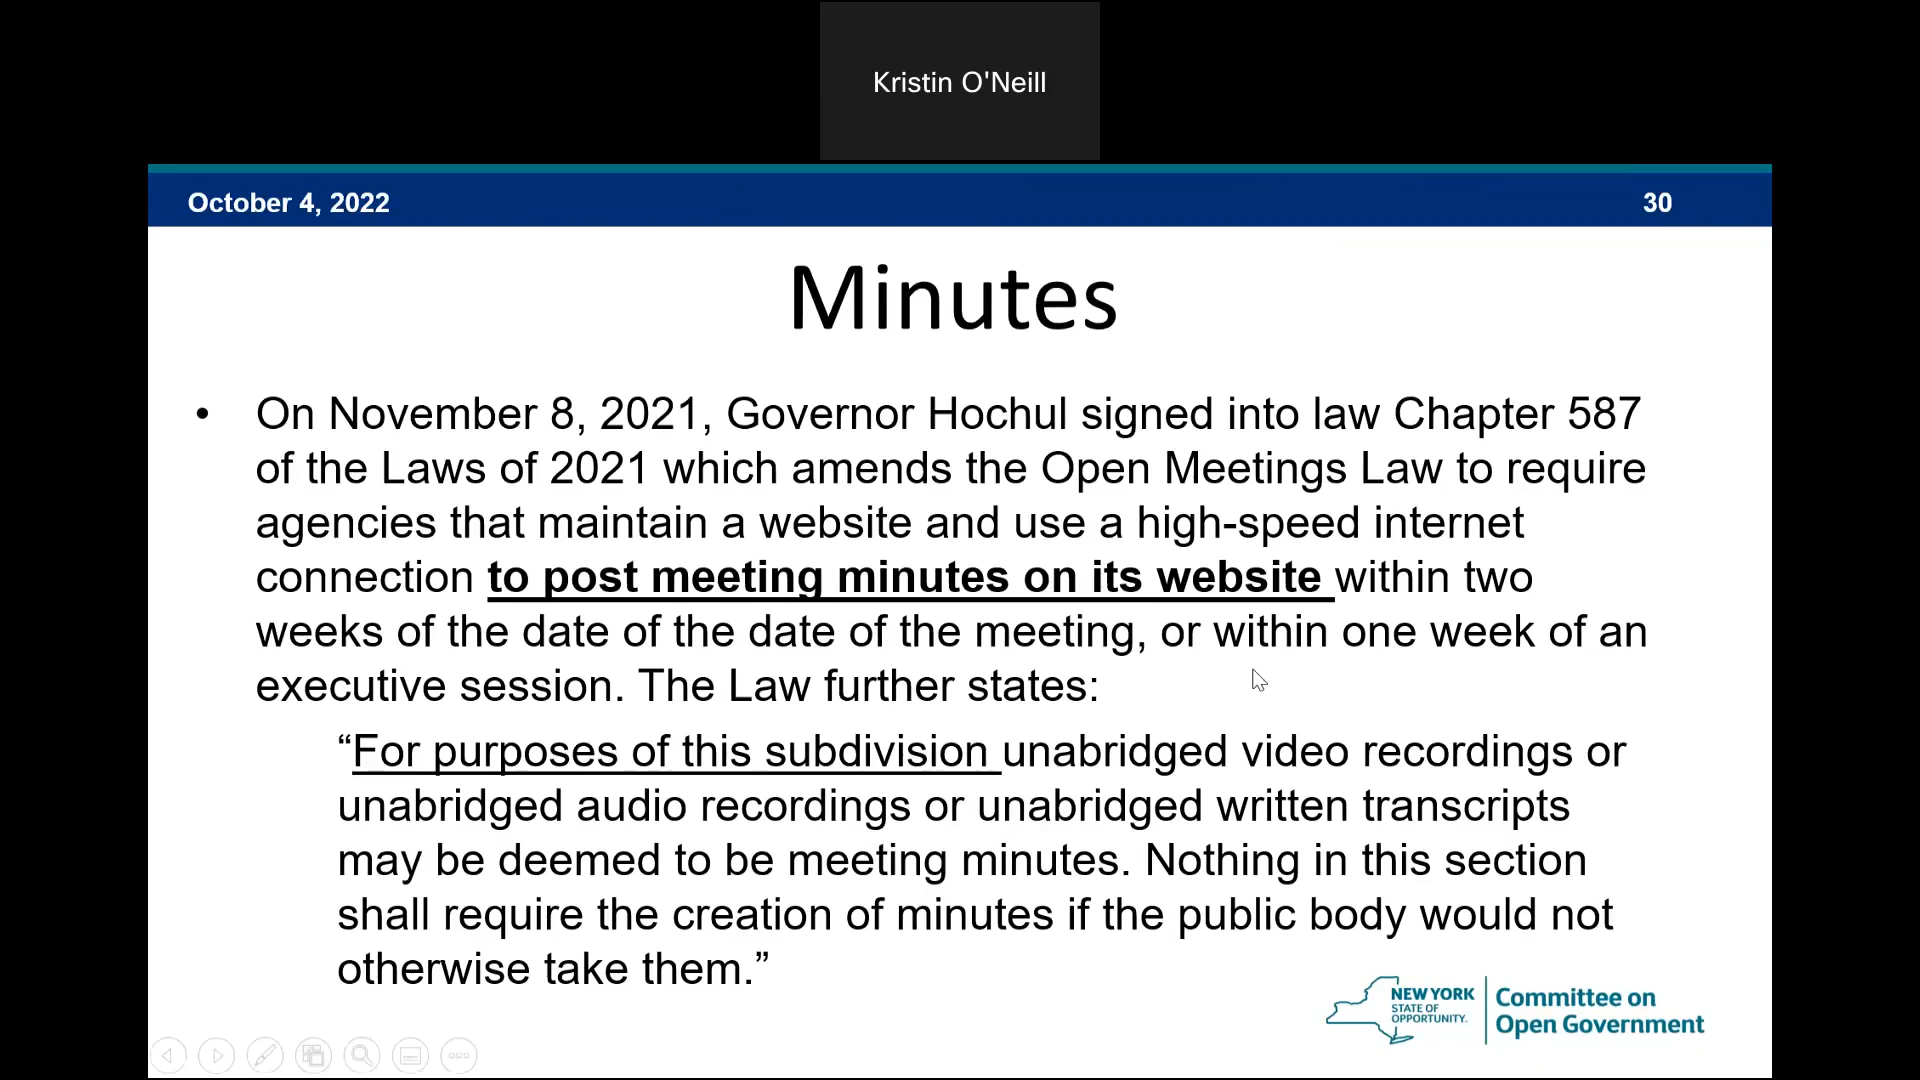 Kristin O'Neill
October 4, 2022
30
Minutes
• On November 8, 2021, Governor Hochul signed into law Chapter 587
of the Laws of 2021 which amends the Open Meetings Law to require
agencies that maintain a website and use a high-speed internet
connection to post meeting minutes on its website within two
weeks of the date of the date of the meeting, or within one week of an
executive session. The Law further states:
“For purposes of this subdivision unabridged video recordings or
unabridged audio recordings or unabridged written transcripts
may be deemed to be meeting minutes. Nothing in this section
shall require the creation of minutes if the public body would not
otherwise take them.”
NEW YORK
STATE OF
OPPORTUNITY.
Committee on
Open Government